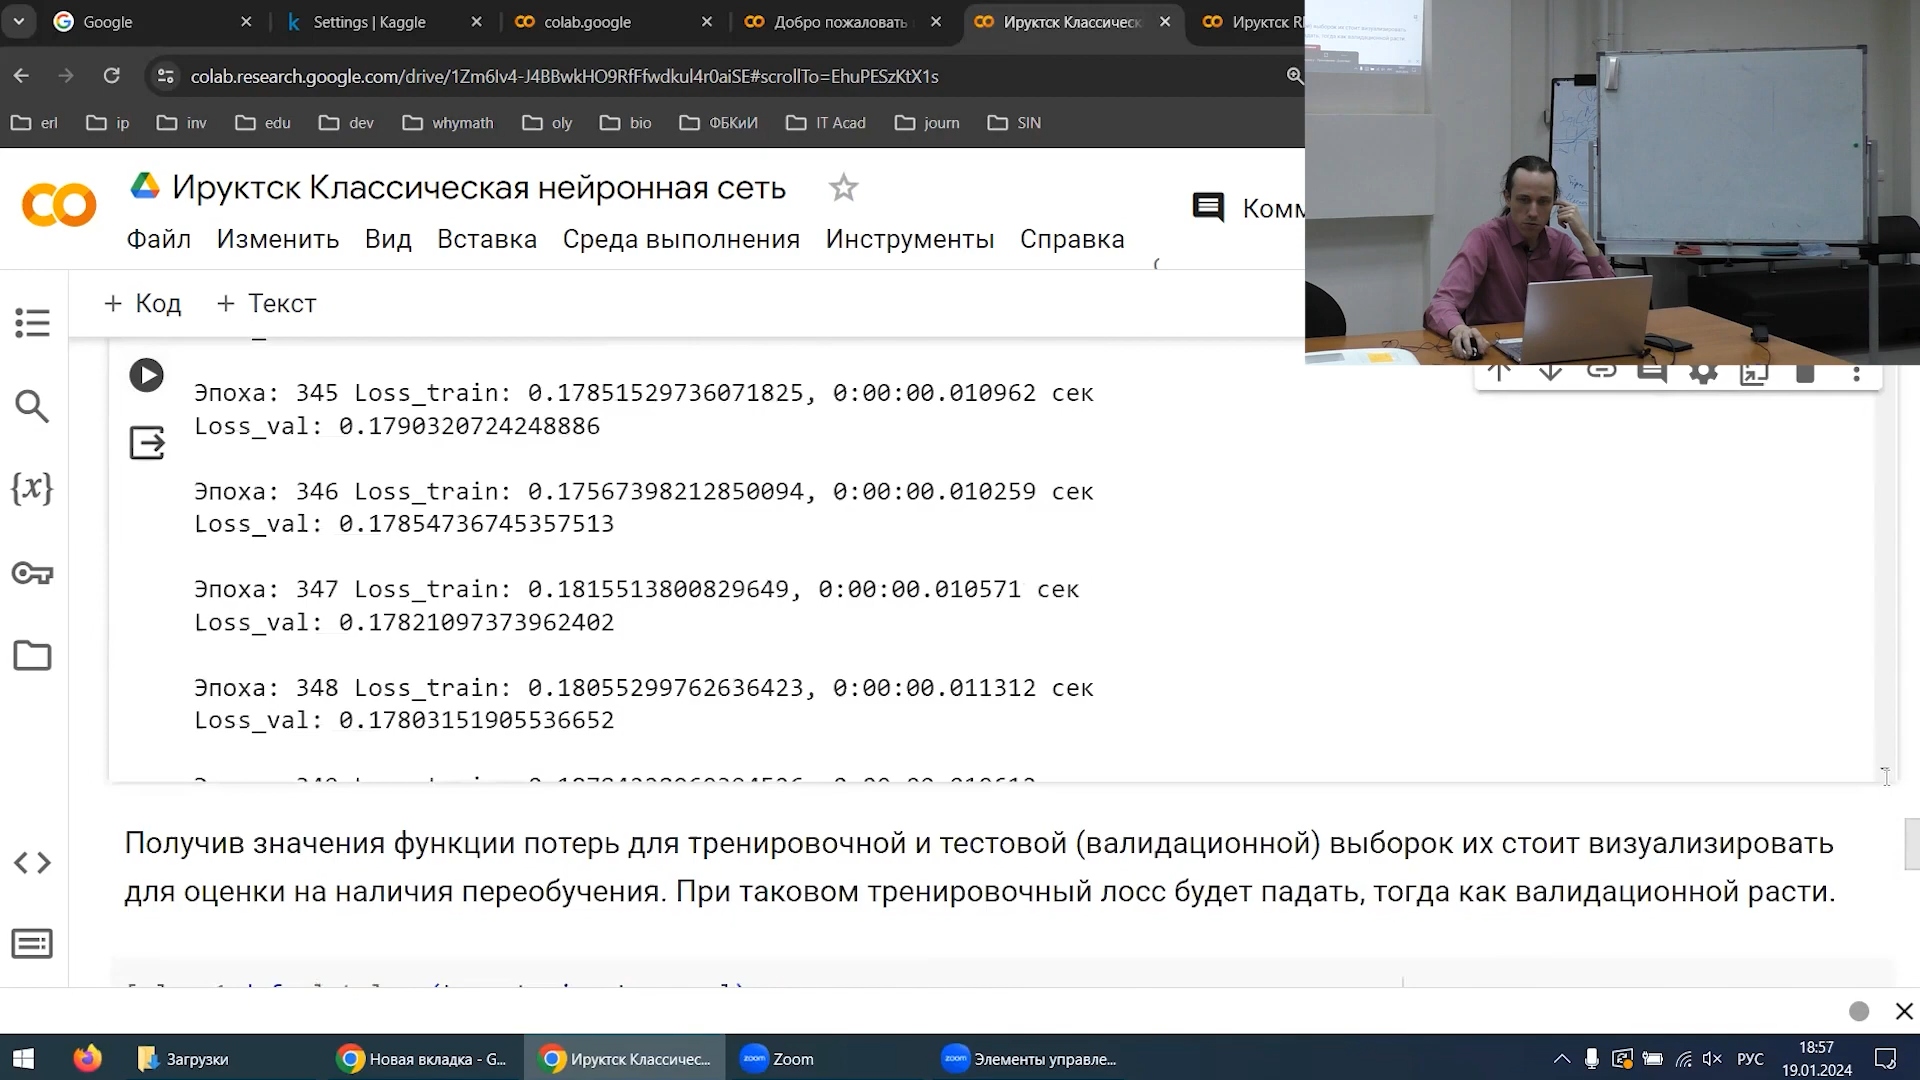 Google
Settings | Kaggle
colab.google
Добро пожаловать
Ируктск Классическ
Ируктск R
colab.research.google.com/drive/1Zm6lv4-J4BBwkHO9RfFfwdkul4r0aiSE#scrollTo=EhuPESzKtX1s
erl
ip
inv
edu
dev
whymath
oly
bio
ФБКиИ
IT Acad
journ
SIN
Ируктск Классическая нейронная сеть
Комм
Файл Изменить Вид Вставка Среда выполнения Инструменты Справка
+ Код + Текст
Эпоха: 345 Loss_train: 0.17851529736071825, 0:00:00.010962 сек
Loss_val: 0.1790320724248886
Эпоха: 346 Loss_train: 0.17567398212850094, 0:00:00.010259 сек
Loss_val: 0.17854736745357513
Эпоха: 347 Loss_train: 0.1815513800829649, 0:00:00.010571 сек
Loss_val: 0.17821097373962402
Эпоха: 348 Loss_train: 0.18055299762636423, 0:00:00.011312 сек
Loss_val: 0.17803151905536652
Получив значения функции потерь для тренировочной и тестовой (валидационной) выборок их стоит визуализировать
для оценки на наличия переобучения. При таковом тренировочный лосс будет падать, тогда как валидационной расти.
Загрузки
Новая вкладка - G...
Ируктск Классичес...
zoom Zoom
zoom Элементы управле...
РУС
18:57
19.01.2024